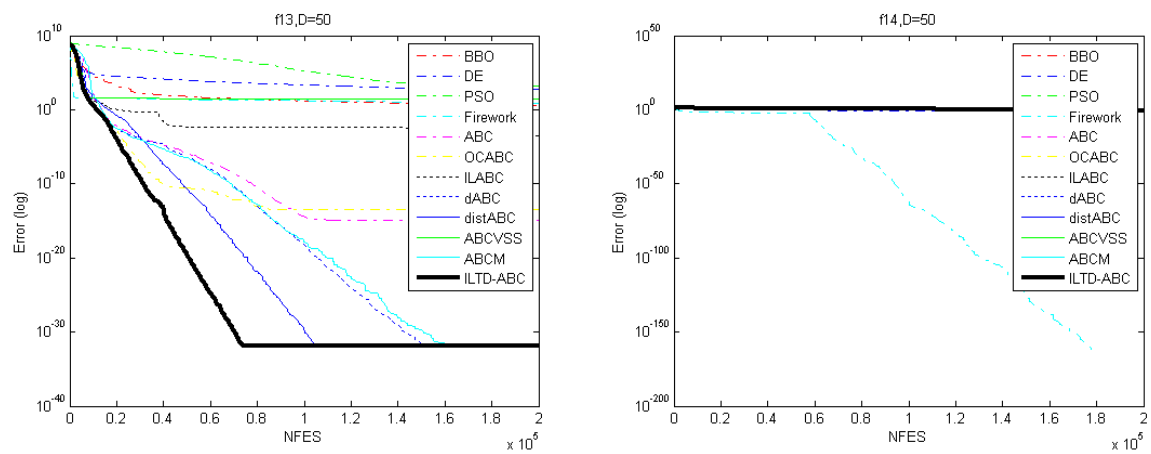 f13,D=50
10^10
10^0
10^-10
10^-20
10^-30
10^-40
Error (log)
0
0.2
0.4
0.6
0.8
1
1.2
1.4
1.6
1.8
2
NFES
x 10^5
BBO
DE
PSO
Firework
ABC
OCABC
ILABC
dABC
distABC
ABCVSS
ABCM
ILTD-ABC
f14,D=50
10^50
10^0
10^-50
10^-100
10^-150
10^-200
Error (log)
0
0.2
0.4
0.6
0.8
1
1.2
1.4
1.6
1.8
2
NFES
x 10^5
BBO
DE
PSO
Firework
ABC
OCABC
ILABC
dABC
distABC
ABCVSS
ABCM
ILTD-ABC